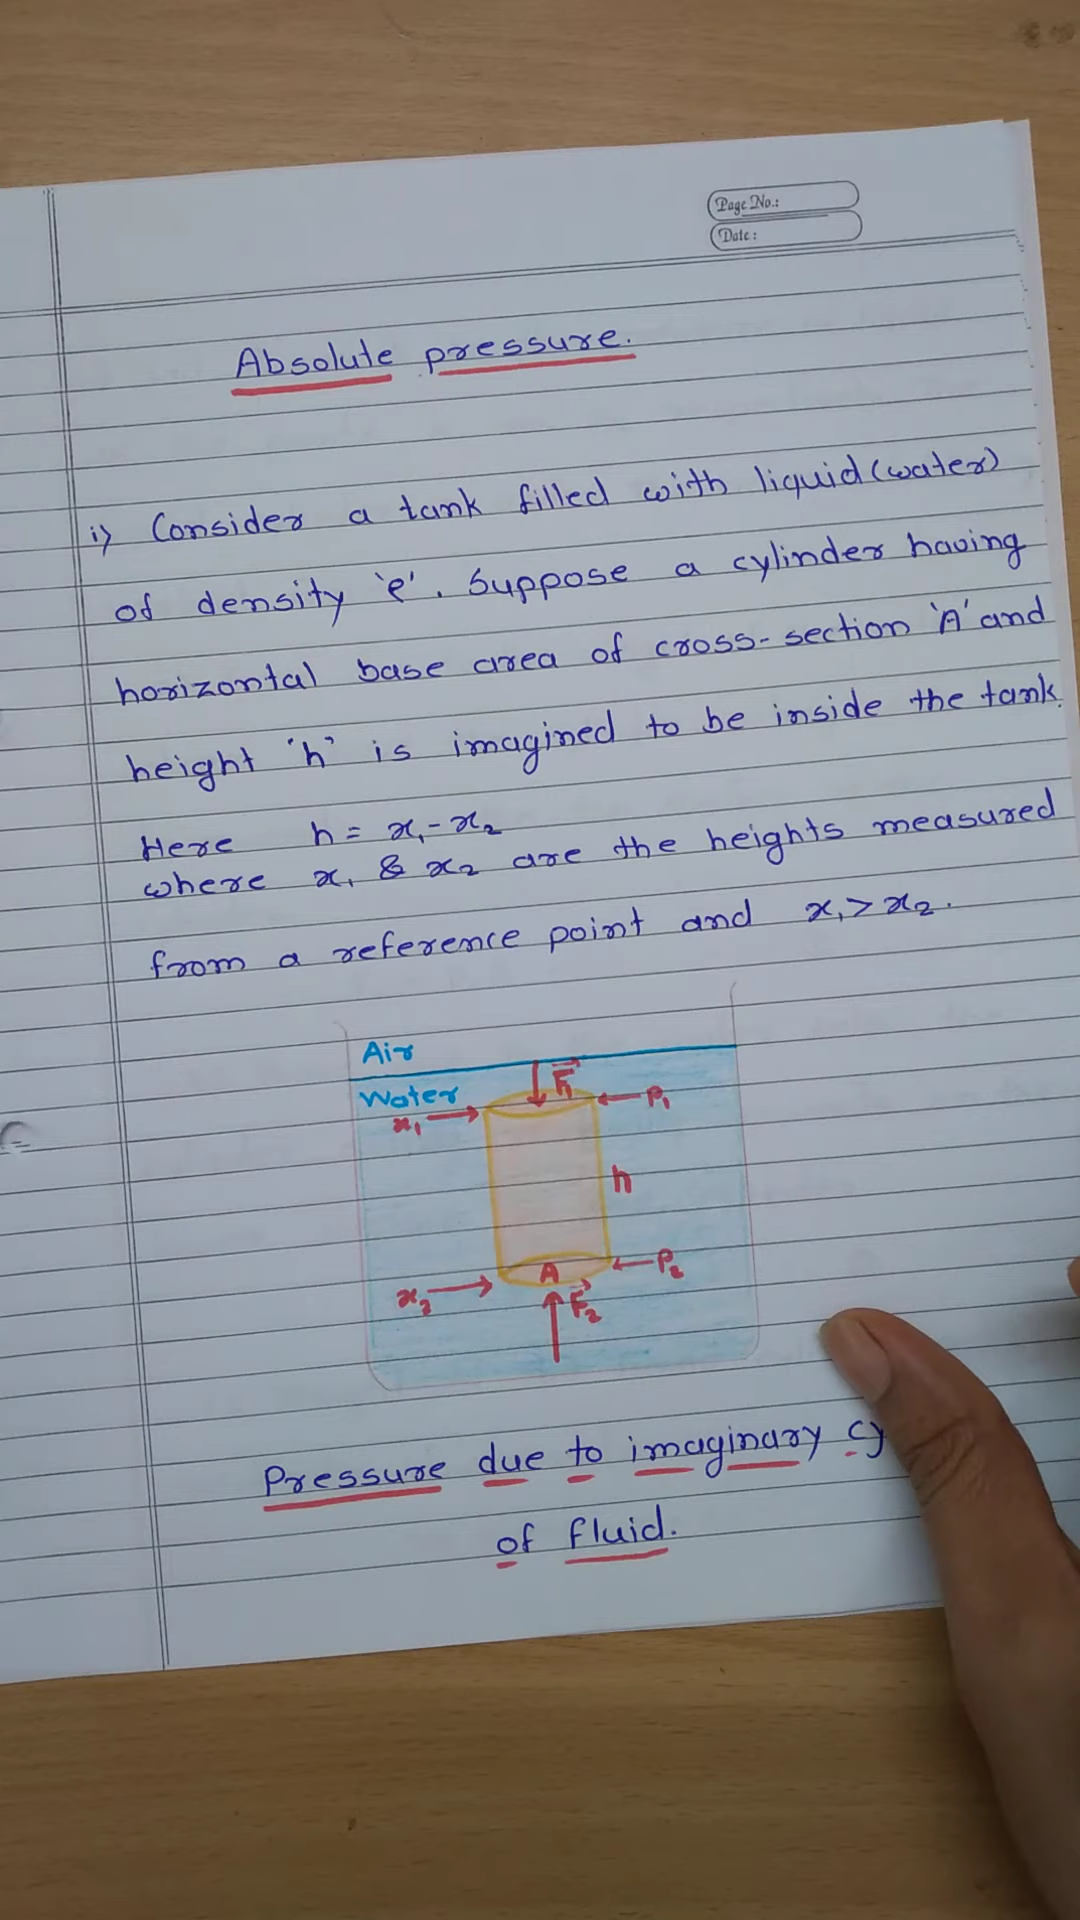 Page No.:
Date:
Absolute pressure.
i) Consider a tank filled with liquid (water)
of density 'ρ'. Suppose a cylinder having
horizontal base area of cross-section 'A' and
height 'h' is imagined to be inside the tank.
Here h = x₁ - x₂
where x₁ & x₂ are the heights measured
from a reference point and x₁ > x₂.
Air
Water
F₁
x₁
P₁
h
A
P₂
x₂
F₂
Pressure due to imaginary
of fluid.